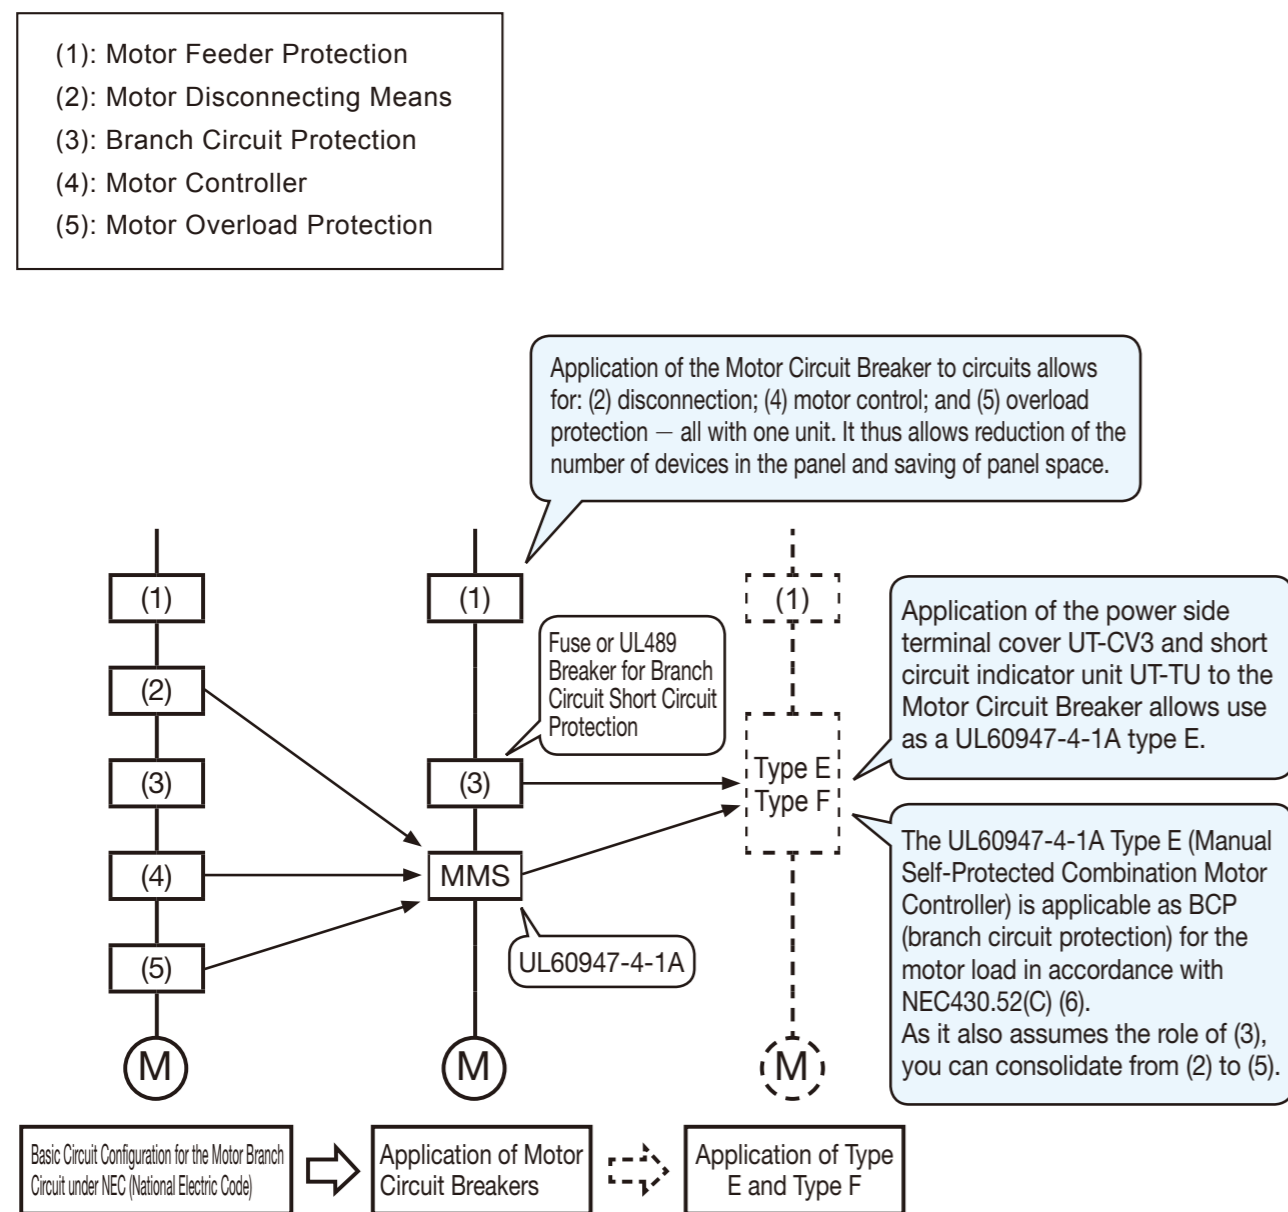 (1): Motor Feeder Protection
(2): Motor Disconnecting Means
(3): Branch Circuit Protection
(4): Motor Controller
(5): Motor Overload Protection
Application of the Motor Circuit Breaker to circuits allows
for: (2) disconnection; (4) motor control; and (5) overload
protection — all with one unit. It thus allows reduction of the
number of devices in the panel and saving of panel space.
(1)
(2)
(3)
(4)
(5)
M
(1)
Fuse or UL489
Breaker for Branch
Circuit Short Circuit
Protection
(3)
MMS
UL60947-4-1A
M
(1)
Type E
Type F
M
Application of the power side
terminal cover UT-CV3 and short
circuit indicator unit UT-TU to the
Motor Circuit Breaker allows use
as a UL60947-4-1A type E.
The UL60947-4-1A Type E (Manual
Self-Protected Combination Motor
Controller) is applicable as BCP
(branch circuit protection) for the
motor load in accordance with
NEC430.52(C) (6).
As it also assumes the role of (3),
you can consolidate from (2) to (5).
Basic Circuit Configuration for the Motor Branch
Circuit under NEC (National Electric Code)
Application of Motor
Circuit Breakers
Application of Type
E and Type F